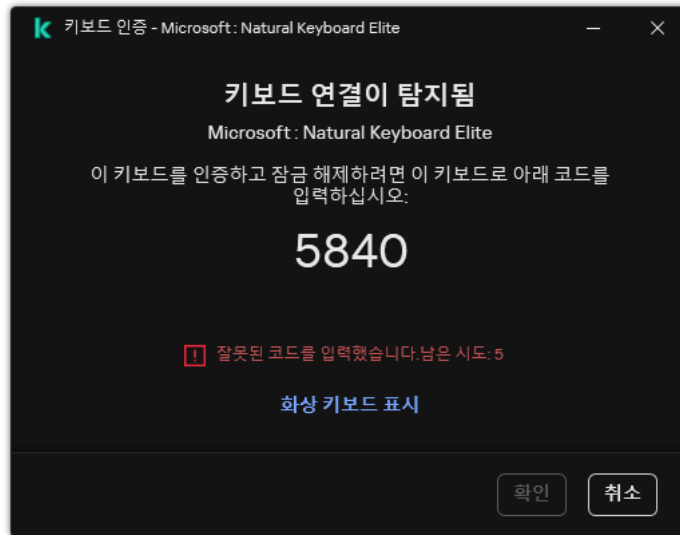 키보드 인증 - Microsoft : Natural Keyboard Elite
키보드 연결이 탐지됨
Microsoft : Natural Keyboard Elite
이 키보드를 인증하고 잠금 해제하려면 이 키보드로 아래 코드를
입력하십시오:
5840
잘못된 코드를 입력했습니다.남은 시도: 5
화상 키보드 표시
확인
취소